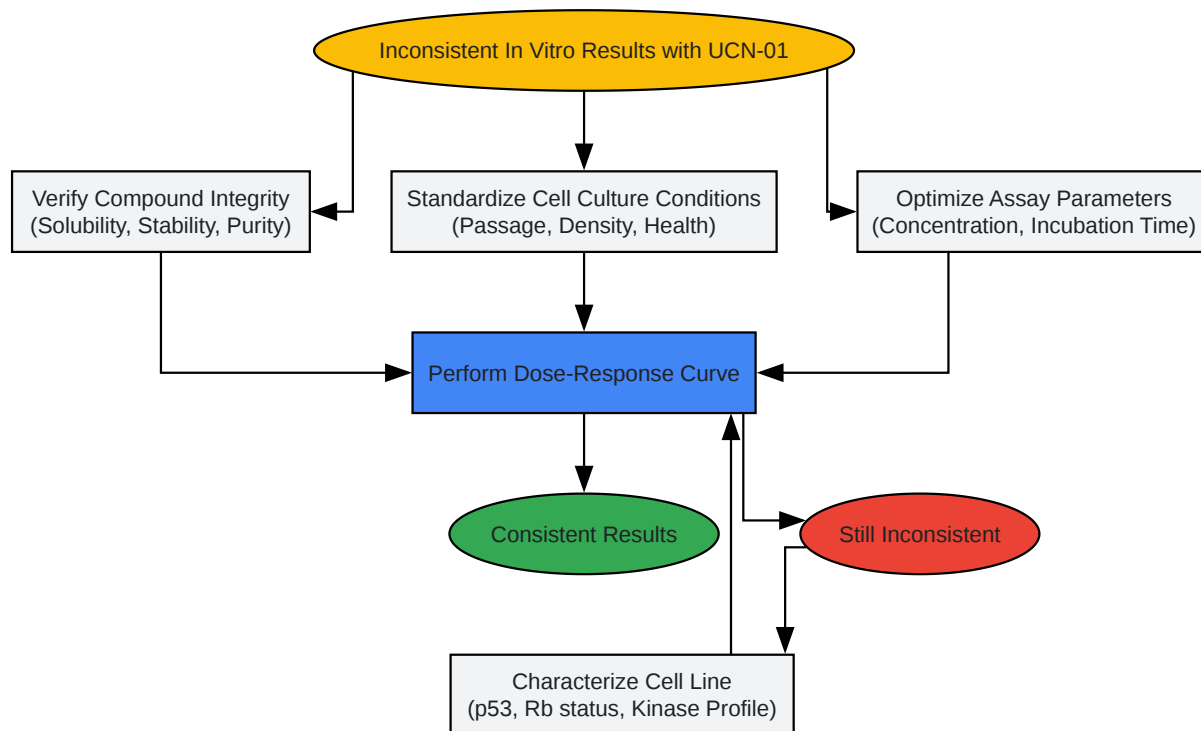 Inconsistent In Vitro Results with UCN-01
Verify Compound Integrity
(Solubility, Stability, Purity)
Standardize Cell Culture Conditions
(Passage, Density, Health)
Optimize Assay Parameters
(Concentration, Incubation Time)
Perform Dose-Response Curve
Consistent Results
Still Inconsistent
Characterize Cell Line
(p53, Rb status, Kinase Profile)